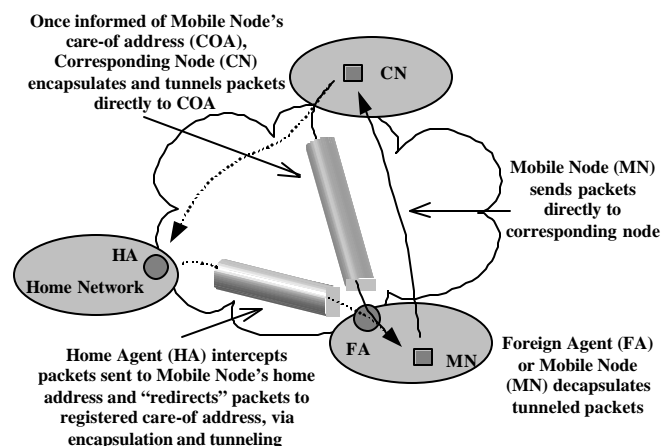 Once informed of Mobile Node's
care-of address (COA),
Corresponding Node (CN)
encapsulates and tunnels packets
directly to COA
CN
Mobile Node (MN)
sends packets
directly to
corresponding node
HA
Home Network
FA
MN
Home Agent (HA) intercepts
packets sent to Mobile Node's home
address and “redirects” packets to
registered care-of address, via
encapsulation and tunneling
Foreign Agent (FA)
or Mobile Node
(MN) decapsulates
tunneled packets